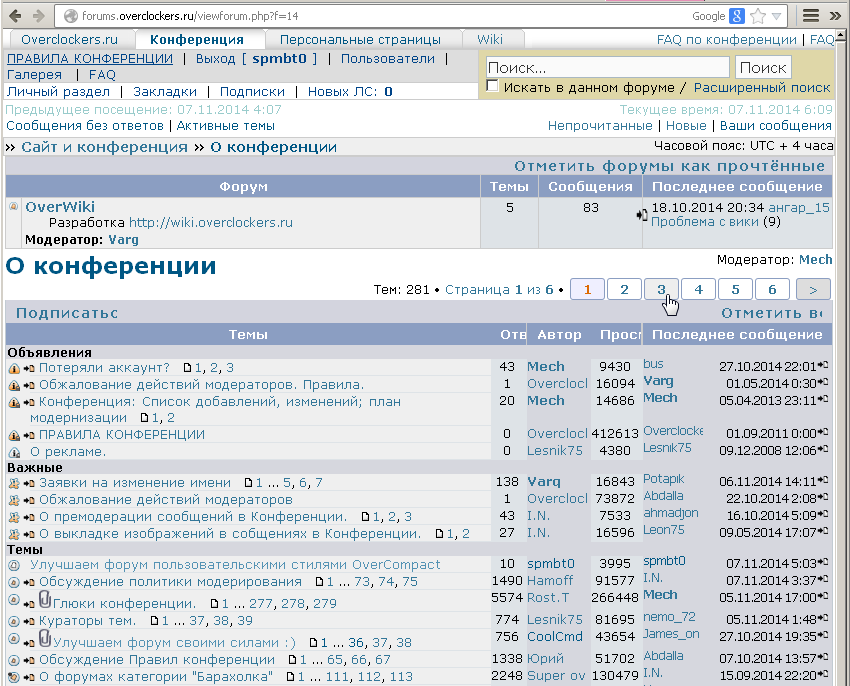 forums.overclockers.ru/viewforum.php?f=14 Google 8
Overclockers.ru Конференция Персональные страницы Wiki FAQ по конференции | FAQ
ПРАВИЛА КОНФЕРЕНЦИИ | Выход [ spmbt0 ] | Пользователи |
Галерея | FAQ
Поиск... Поиск
Искать в данном форуме / Расширенный поиск
Личный раздел | Закладки | Подписки | Новых ЛС: 0
Предыдущее посещение: 07.11.2014 4:07 Текущее время: 07.11.2014 6:09
Сообщения без ответов | Активные темы Непрочитанные | Новые | Ваши сообщения
» Сайт и конференция » О конференции Часовой пояс: UTC + 4 часа
Отметить форумы как прочтённые
Форум Темы Сообщения Последнее сообщение
OverWiki 5 83 18.10.2014 20:34 ангар_15
Разработка http://wiki.overclockers.ru Проблема с вики (9)
Модератор: Varg
О конференции Модератор: Mech
Тем: 281 • Страница 1 из 6 • 1 2 3 4 5 6 >
Подписатьс Отметить вс
Темы Отв Автор Просм Последнее сообщение
Объявления
Потеряли аккаунт? 1, 2, 3 43 Mech 9430 bus 27.10.2014 22:01
Обжалование действий модераторов. Правила. 1 Overclocl 16094 Varg 01.05.2014 0:30
Конференция: Список добавлений, изменений; план 20 Mech 14686 Mech 05.04.2013 23:11
модернизации 1, 2
ПРАВИЛА КОНФЕРЕНЦИИ 0 Overclocl 412613 Overclocke 01.09.2011 0:00
О рекламе. 0 Lesnik75 4380 Lesnik75 09.12.2008 12:06
Важные
Заявки на изменение имени 1 ... 5, 6, 7 138 Varg 16843 Potapik 06.11.2014 14:11
Обжалование действий модераторов 1 Overclocl 73872 Abdalla 22.10.2014 2:08
О премодерации сообщений в Конференции. 1, 2, 3 43 I.N. 7533 ahmadjon 16.10.2014 5:09
О выкладке изображений в собщениях в Конференции. 1, 2 27 I.N. 16596 Leon75 09.05.2014 17:07
Темы
Улучшаем форум пользовательскими стилями OverCompact 10 spmbt0 3995 spmbt0 07.11.2014 5:03
Обсуждение политики модерирования 1 ... 73, 74, 75 1490 Hamoff 91577 I.N. 07.11.2014 3:37
Глюки конференции. 1 ... 277, 278, 279 5574 Rost.T 266448 Mech 05.11.2014 17:00
Кураторы тем. 1 ... 37, 38, 39 774 Lesnik75 81695 nemo_72 05.11.2014 1:48
Улучшаем форум своими силами :) 1 ... 36, 37, 38 756 CoolCmd 43654 James_on 27.10.2014 19:35
Обсуждение Правил конференции 1 ... 65, 66, 67 1338 Юрий 51702 Abdalla 07.10.2014 13:57
О форумах категории "Барахолка" 1 ... 111, 112, 113 2248 Super ov 130479 I.N. 15.09.2014 22:20